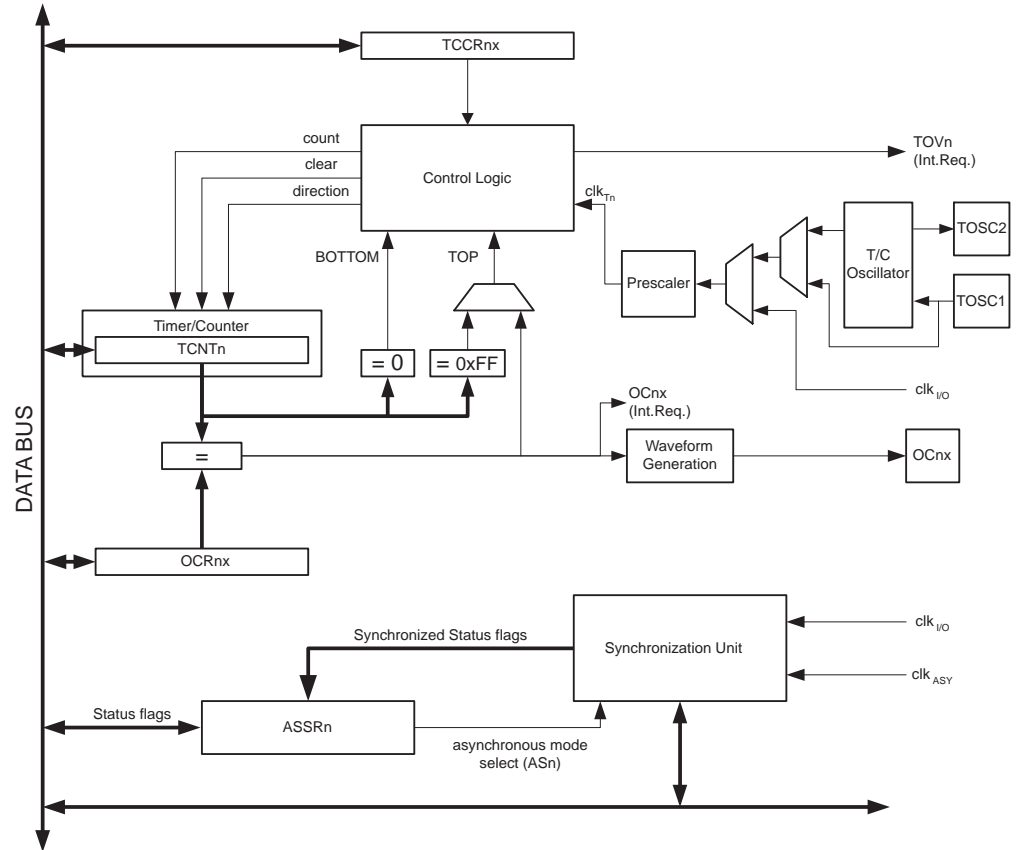 TCCRnx
count
clear
direction
Control Logic
TOVn
(Int.Req.)
clkTn
BOTTOM
TOP
TOSC2
T/C
Oscillator
TOSC1
Prescaler
Timer/Counter
TCNTn
= 0
= 0xFF
clkI/O
OCnx
(Int.Req.)
=
Waveform
Generation
OCnx
DATA BUS
OCRnx
Synchronized Status flags
Synchronization Unit
clkI/O
clkASY
Status flags
ASSRn
asynchronous mode
select (ASn)